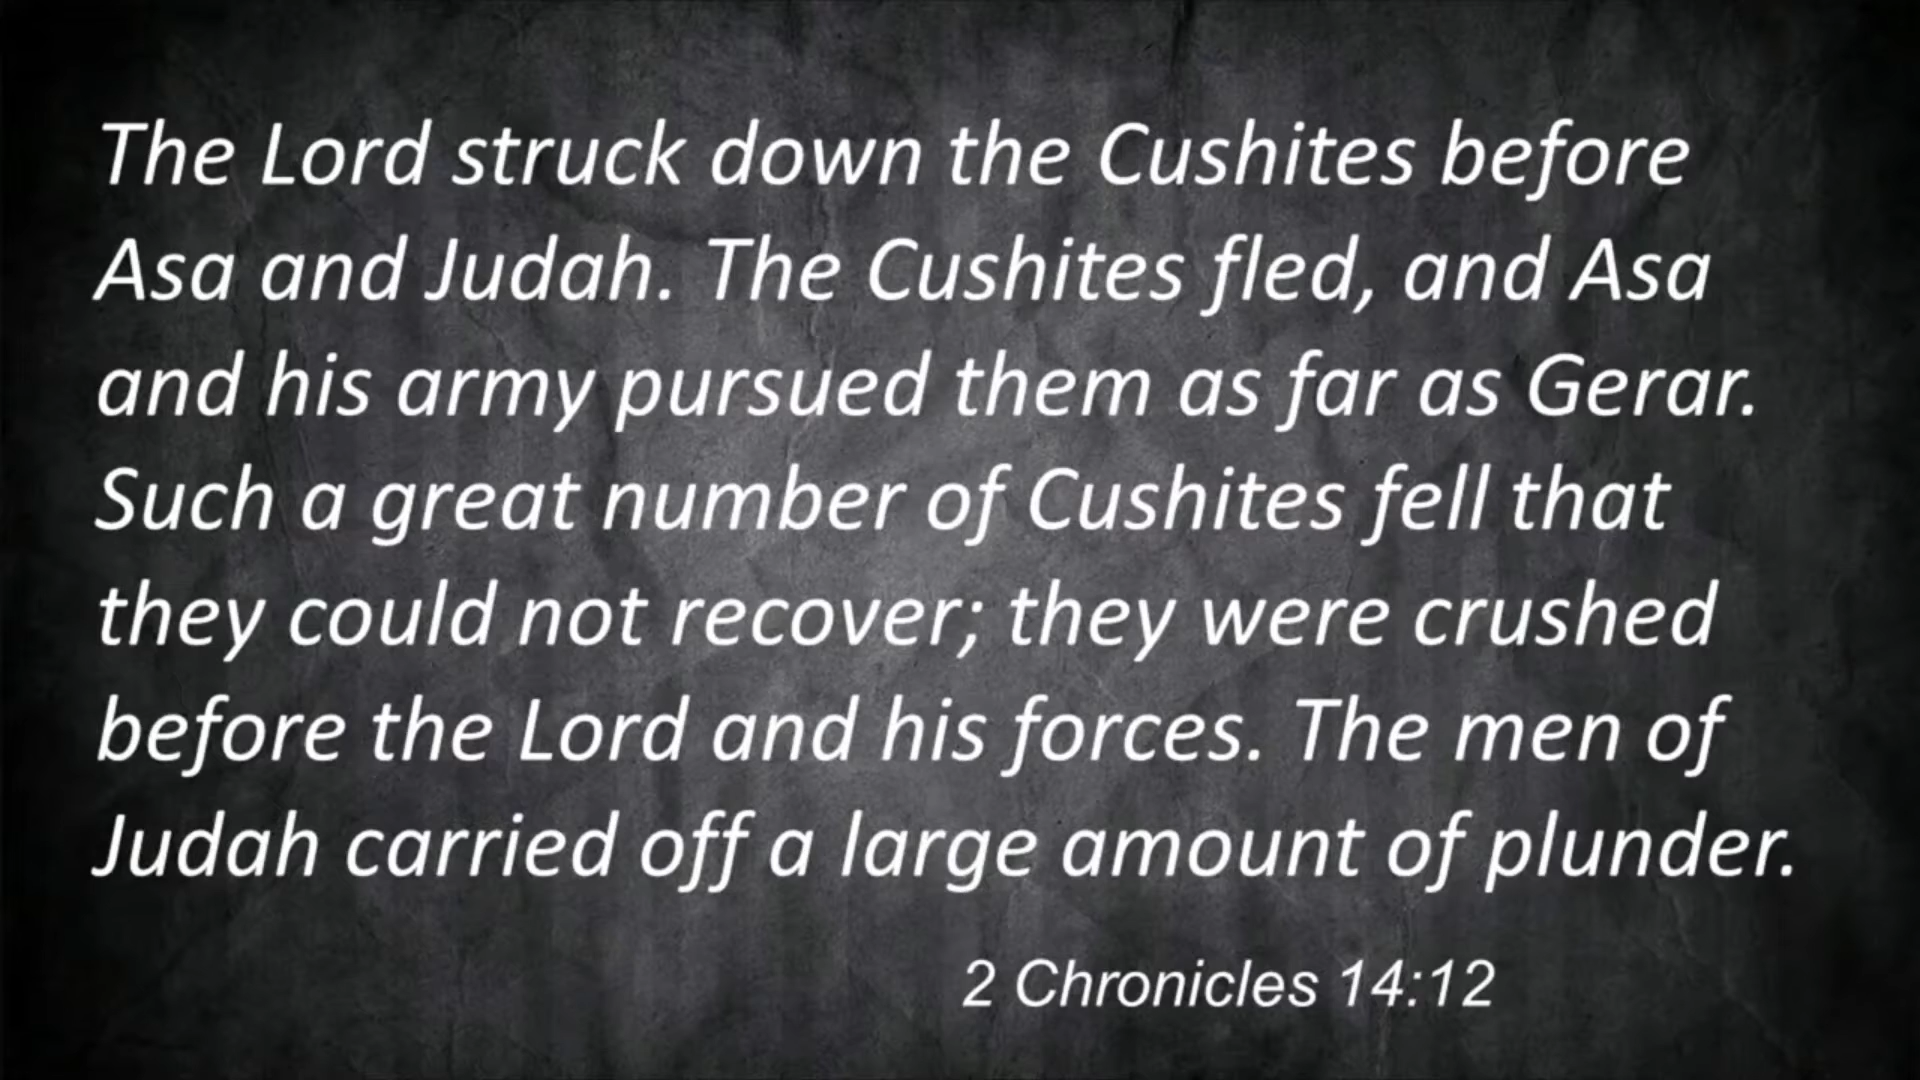 The Lord struck down the Cushites before
Asa and Judah. The Cushites fled, and Asa
and his army pursued them as far as Gerar.
Such a great number of Cushites fell that
they could not recover; they were crushed
before the Lord and his forces. The men of
Judah carried off a large amount of plunder.
2 Chronicles 14:12